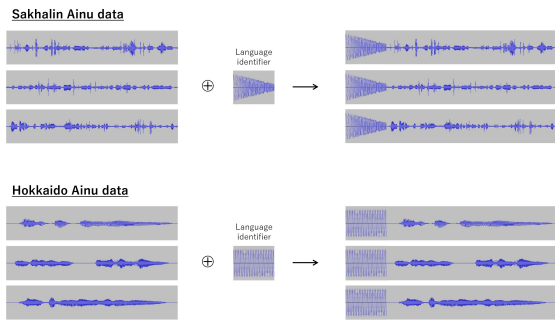 Sakhalin Ainu data
Language
identifier
Hokkaido Ainu data
Language
identifier